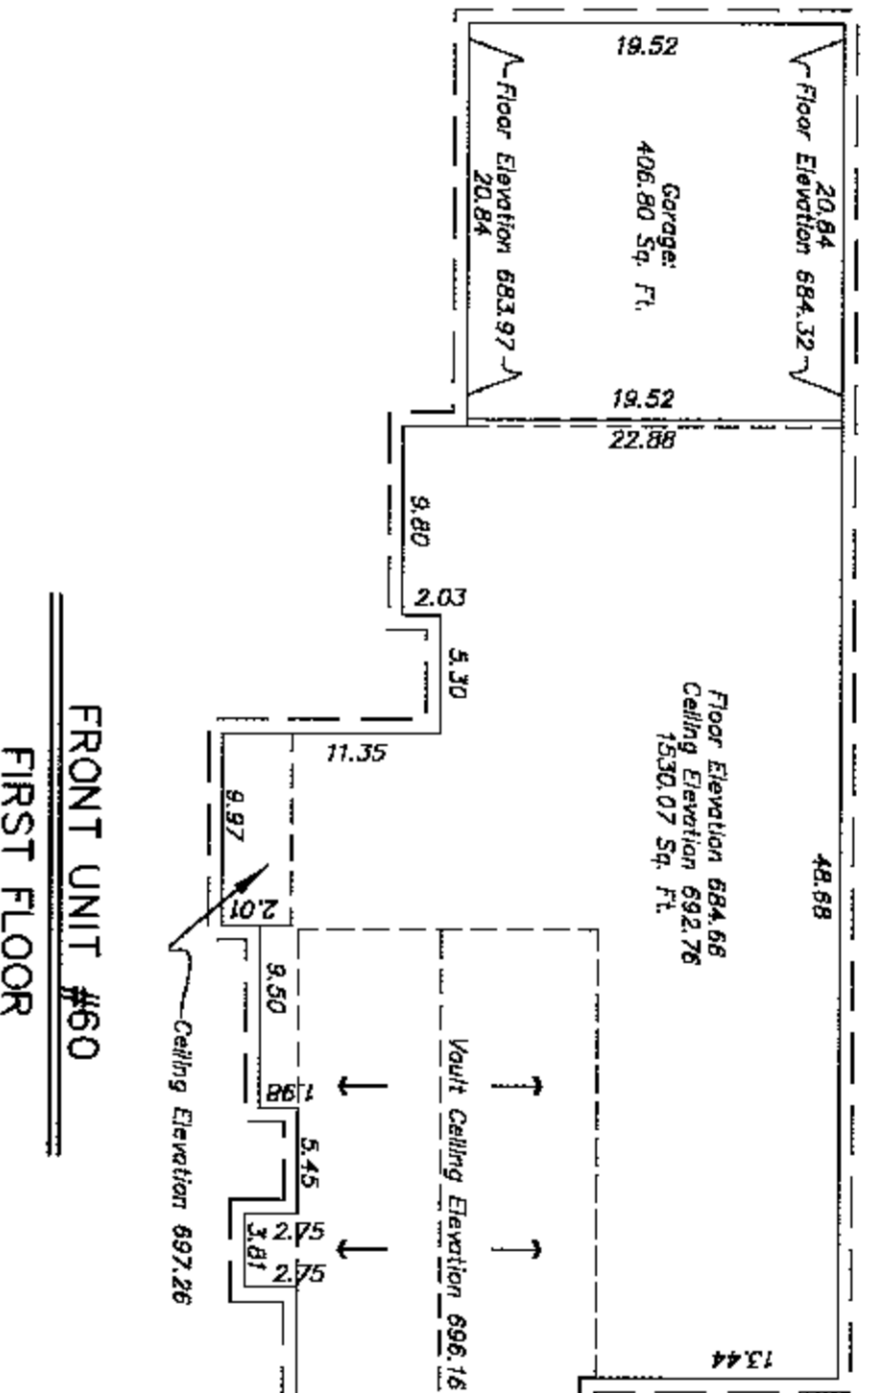 19.52
Floor Elevation 683.97
20.84
Garage:
406.80 Sq. Ft.
20.84
Floor Elevation 684.32
19.52
22.88
9.80
2.03
5.30
11.35
Floor Elevation 684.68
Ceiling Elevation 692.76
1530.07 Sq. Ft.
48.68
9.97
2.01
9.50
1.98
5.45
2.75
3.81
2.75
Ceiling Elevation 697.26
Vault Ceiling Elevation 696.16
13.44
FRONT UNIT #60
FIRST FLOOR